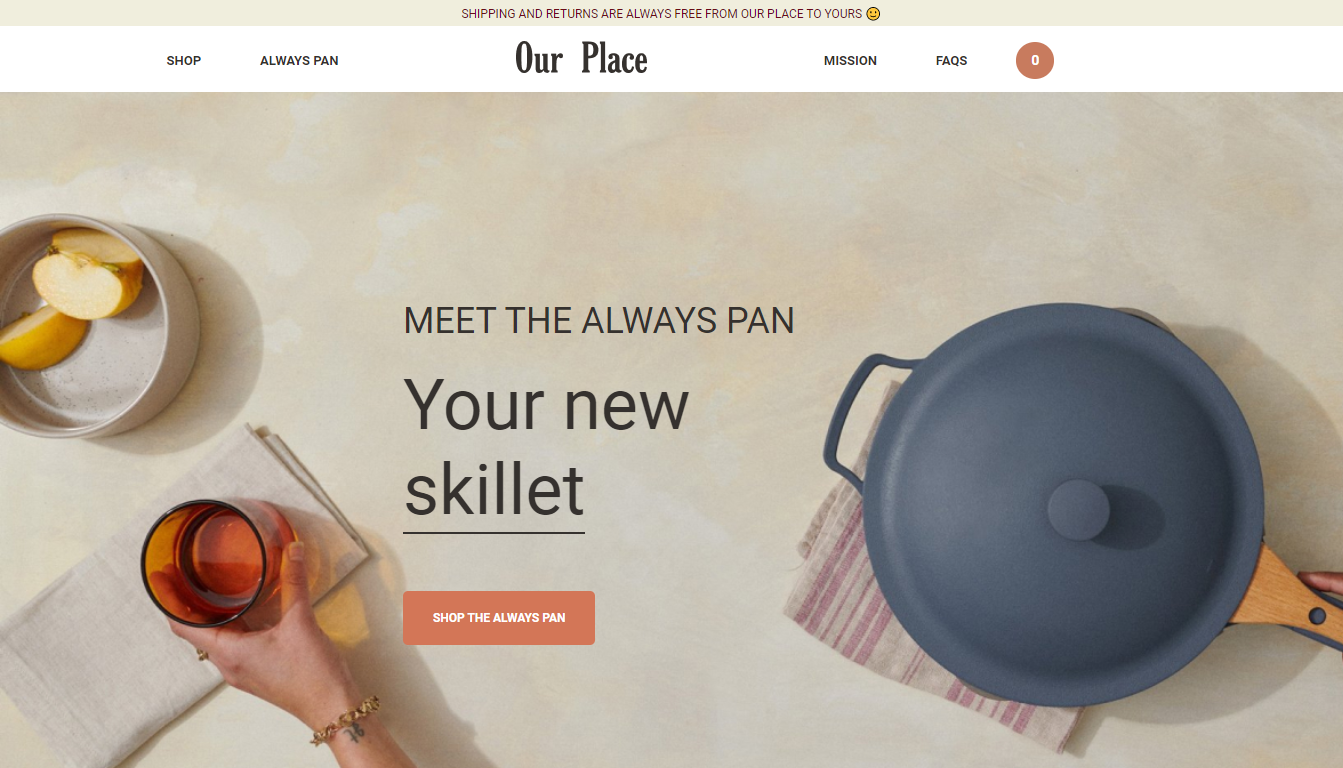 SHIPPING AND RETURNS ARE ALWAYS FREE FROM OUR PLACE TO YOURS 🙂
SHOP
ALWAYS PAN
Our Place
MISSION
FAQS
0
MEET THE ALWAYS PAN
Your new
skillet
SHOP THE ALWAYS PAN